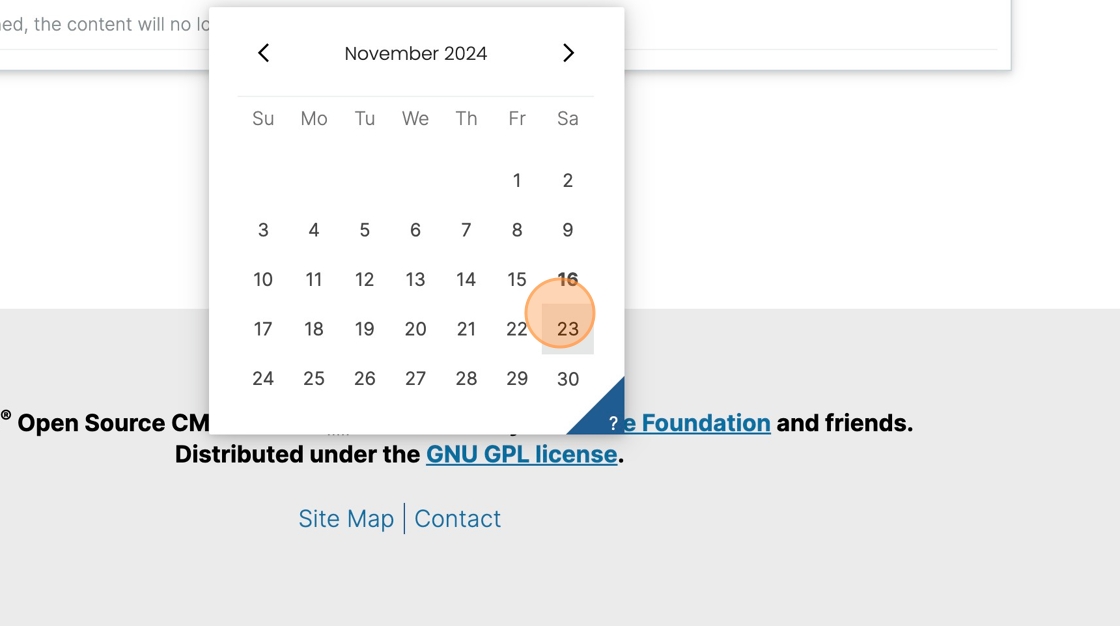 ned, the content will no lo
November 2024
Su Mo Tu We Th Fr Sa
1 2
3 4 5 6 7 8 9
10 11 12 13 14 15 16
17 18 19 20 21 22 23
24 25 26 27 28 29 30
?
® Open Source CM e Foundation and friends.
Distributed under the GNU GPL license.
Site Map | Contact